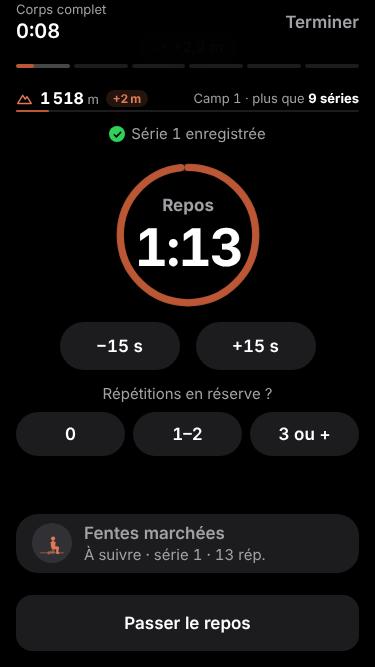 Corps complet
0:08
Terminer
1 518 m
+2 m
Camp 1 · plus que 9 séries
Série 1 enregistrée
Repos
1:13
−15 s
+15 s
Répétitions en réserve ?
0
1–2
3 ou +
Fentes marchées
À suivre · série 1 · 13 rép.
Passer le repos